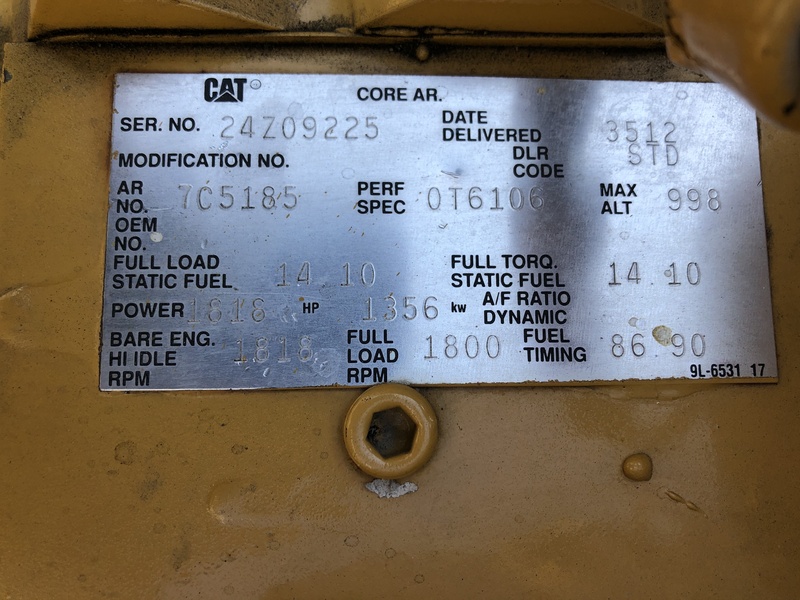 CAT® CORE AR.
SER. NO. 24Z09225 DATE DELIVERED 3512
MODIFICATION NO. DLR CODE STD
AR NO. 7C5185 PERF SPEC 0T6106 MAX ALT 998
OEM NO.
FULL LOAD STATIC FUEL 14.10 FULL TORQ. STATIC FUEL 14.10
POWER 1818 HP 1356 kw A/F RATIO DYNAMIC
BARE ENG. HI IDLE RPM 1818 FULL LOAD RPM 1800 FUEL TIMING 86.90
9L-6531 17